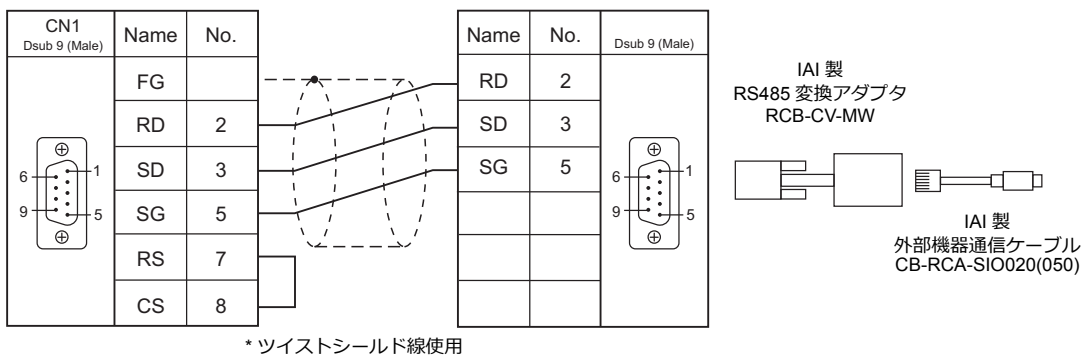 CN1
Dsub 9 (Male)
Name No.
FG
RD 2
SD 3
SG 5
RS 7
CS 8
6 1
9 5
Name No.
Dsub 9 (Male)
RD 2
SD 3
SG 5
6 1
9 5
IAI 製
RS485 変換アダプタ
RCB-CV-MW
IAI 製
外部機器通信ケーブル
CB-RCA-SIO020(050)
* ツイストシールド線使用